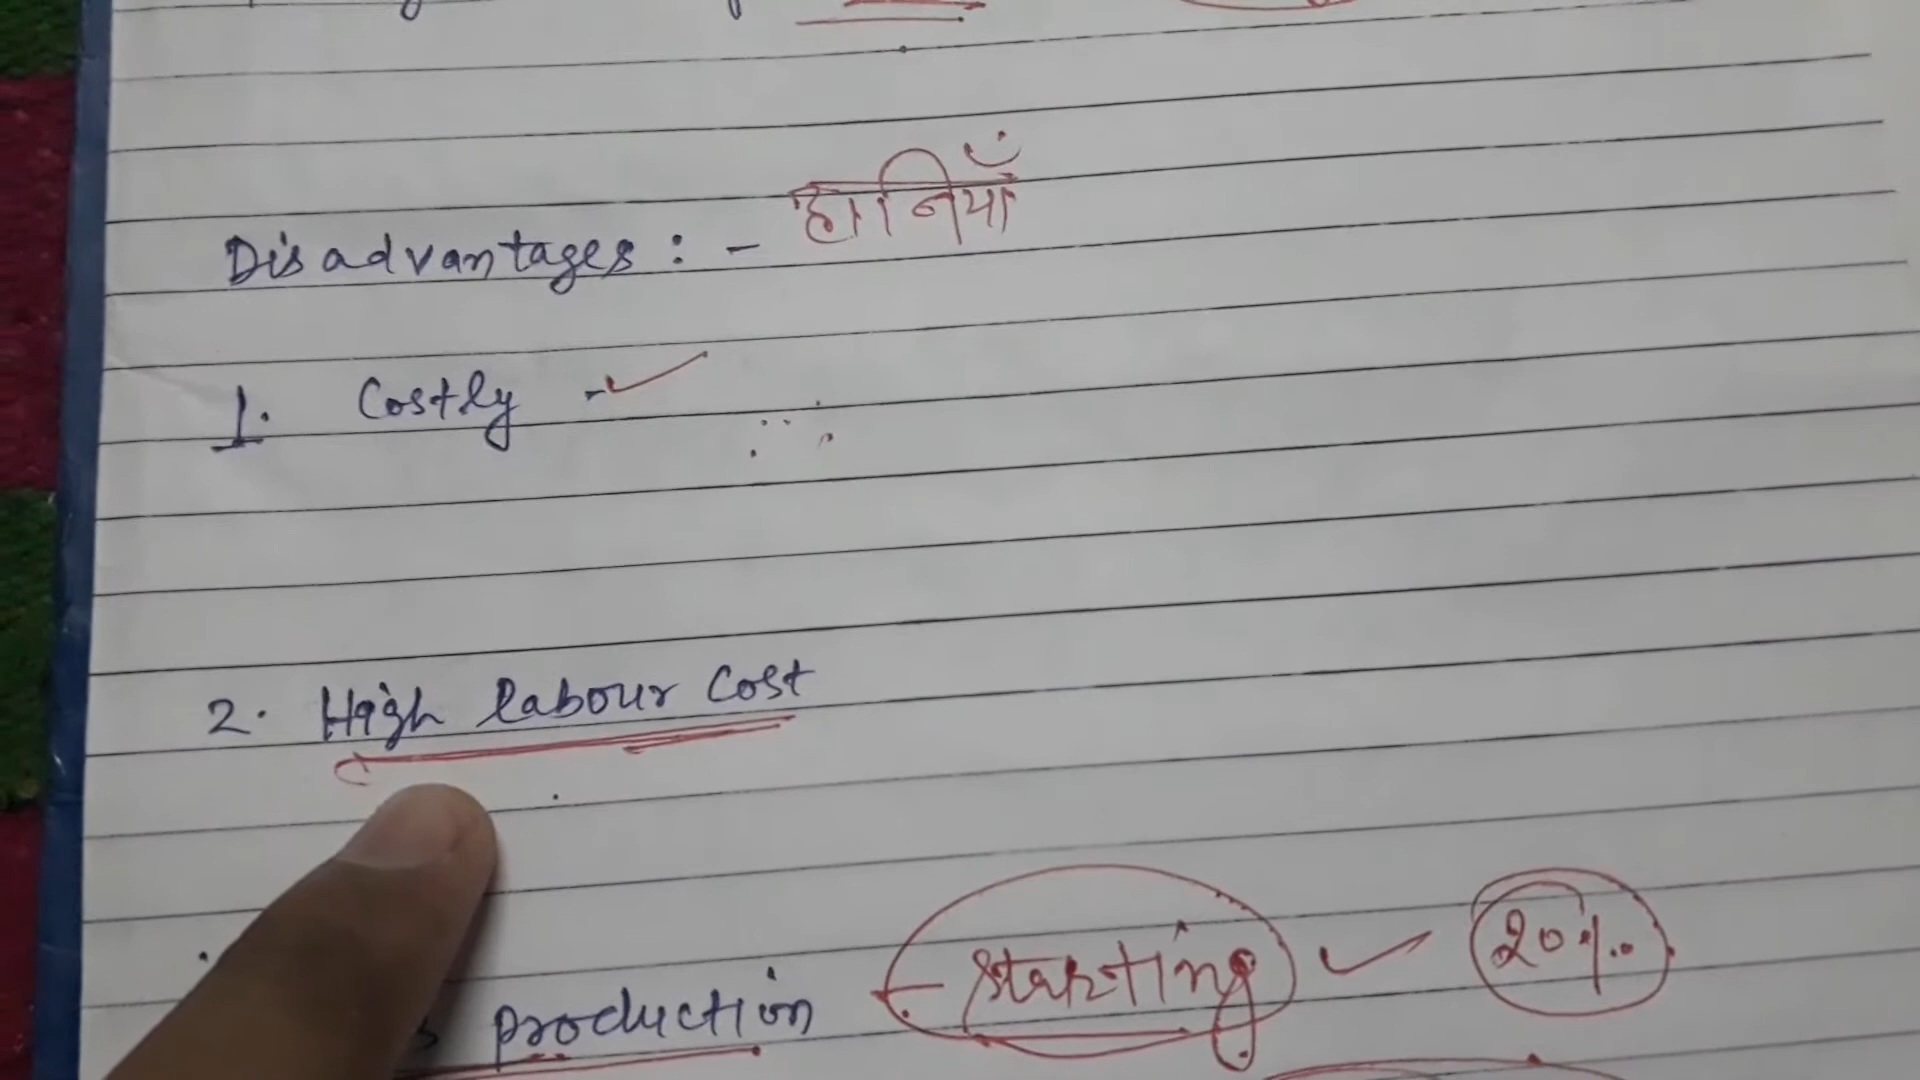 Disadvantages : - हानियाँ
1. Costly -
2. High labour cost
production - starting 20%